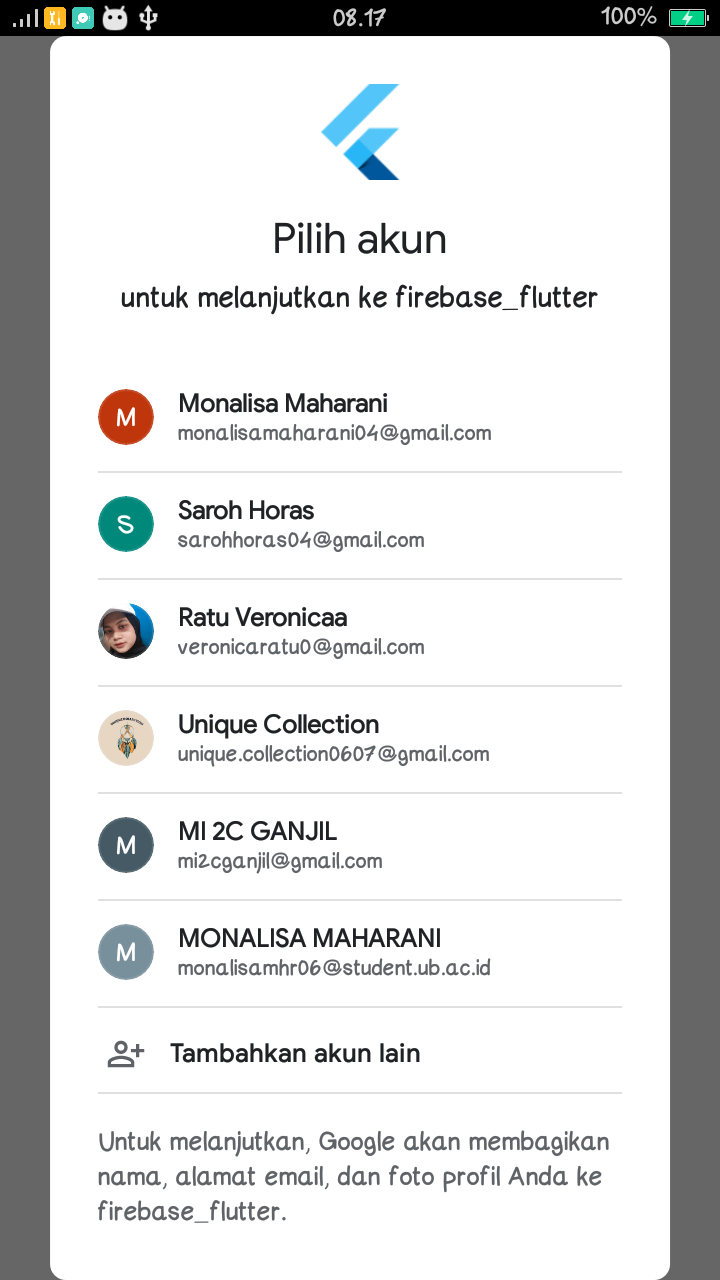 08.17
100%
Pilih akun
untuk melanjutkan ke firebase_flutter
M
Monalisa Maharani
monalisamaharani04@gmail.com
S
Saroh Horas
sarohhoras04@gmail.com
Ratu Veronicaa
veronicaratu0@gmail.com
Unique Collection
unique.collection0607@gmail.com
M
MI 2C GANJIL
mi2cganjil@gmail.com
M
MONALISA MAHARANI
monalisamhr06@student.ub.ac.id
Tambahkan akun lain
Untuk melanjutkan, Google akan membagikan
nama, alamat email, dan foto profil Anda ke
firebase_flutter.